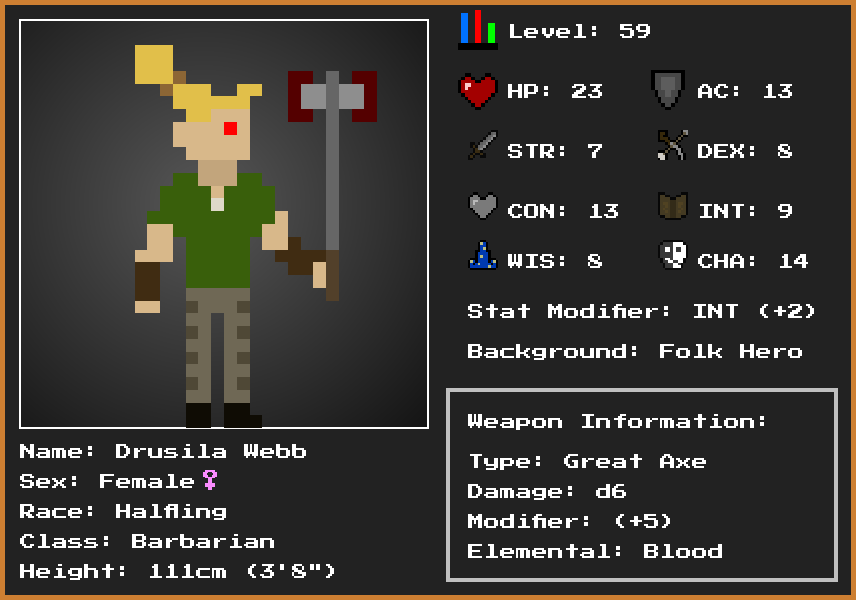 Level: 59
HP: 23 AC: 13
STR: 7 DEX: 8
CON: 13 INT: 9
WIS: 8 CHA: 14
Stat Modifier: INT (+2)
Background: Folk Hero
Weapon Information:
Type: Great Axe
Damage: d6
Modifier: (+5)
Elemental: Blood
Name: Drusila Webb
Sex: Female♀
Race: Halfling
Class: Barbarian
Height: 111cm (3'8")